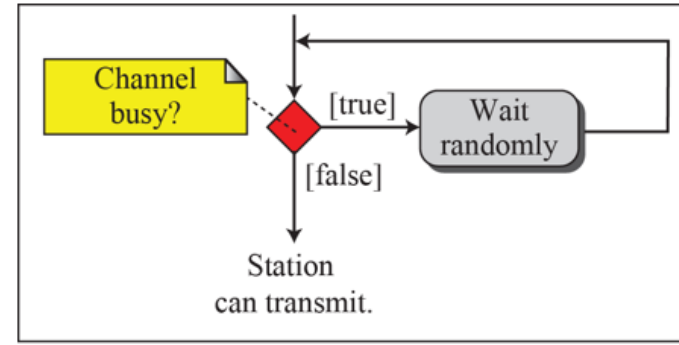 Channel
busy?
[true]
Wait
randomly
[false]
Station
can transmit.